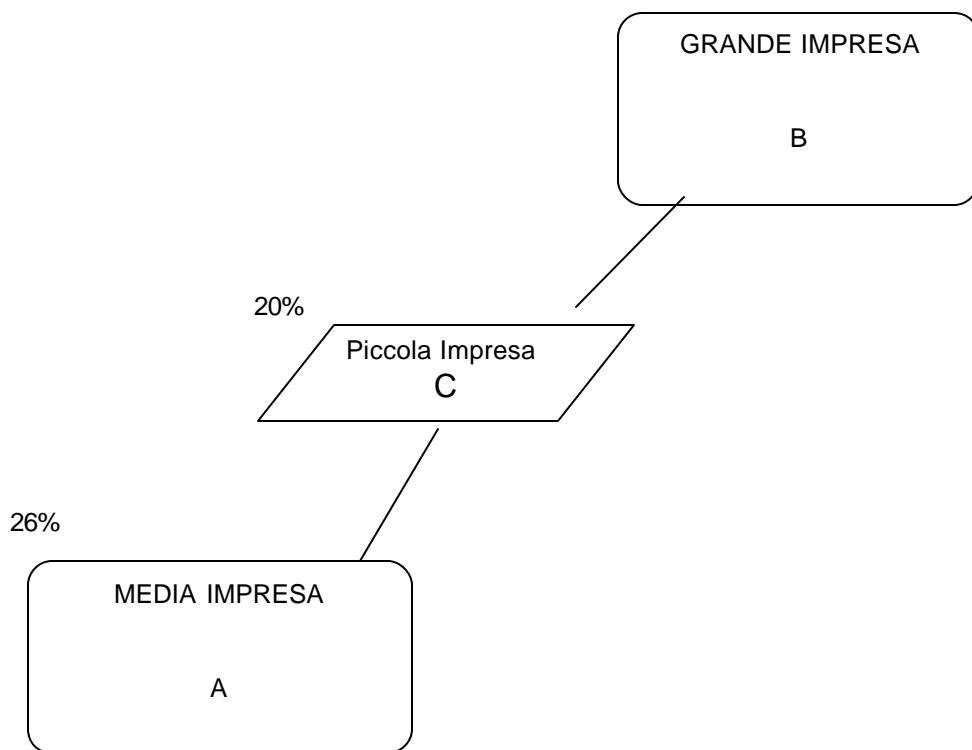 GRANDE IMPRESA
B
20%
Piccola Impresa
C
26%
MEDIA IMPRESA
A